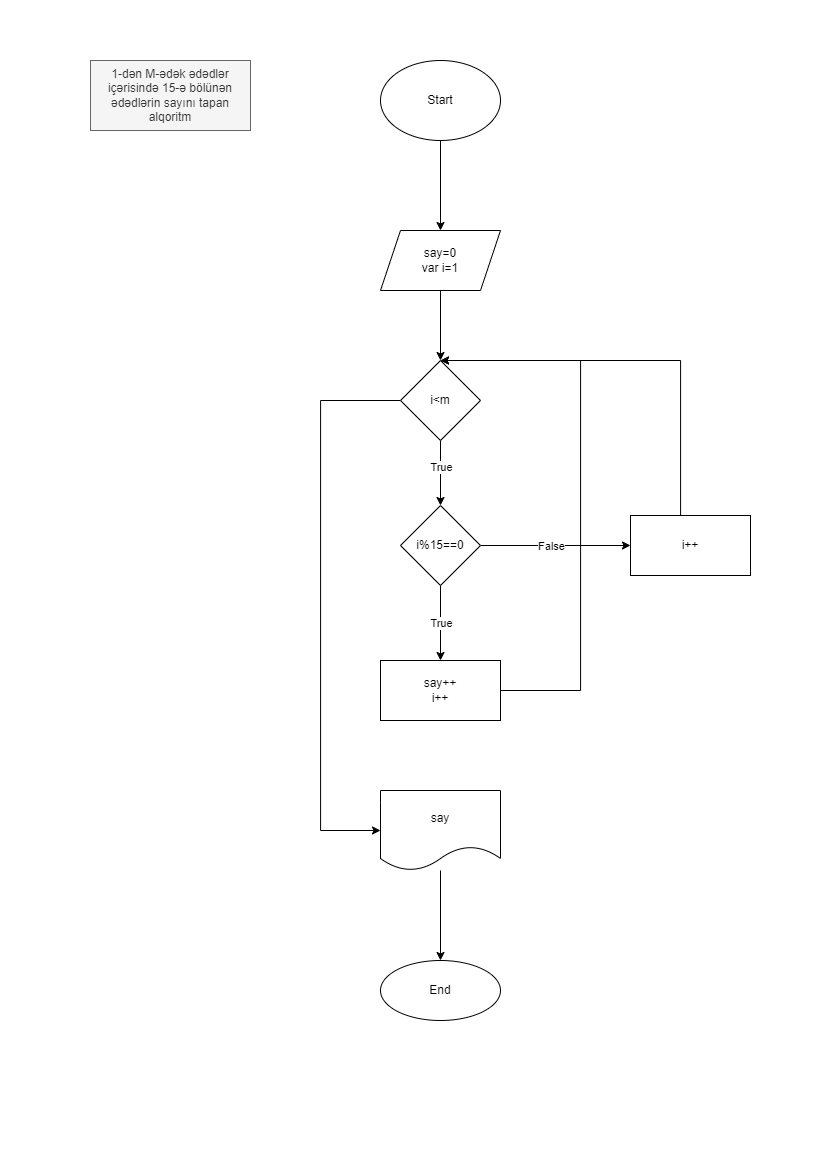 1-dən M-ədək ədədlər
içərisində 15-ə bölünən
ədədlərin sayını tapan
alqoritm
Start
say=0
var i=1
i<m
True
i%15==0
False
i++
True
say++
i++
say
End